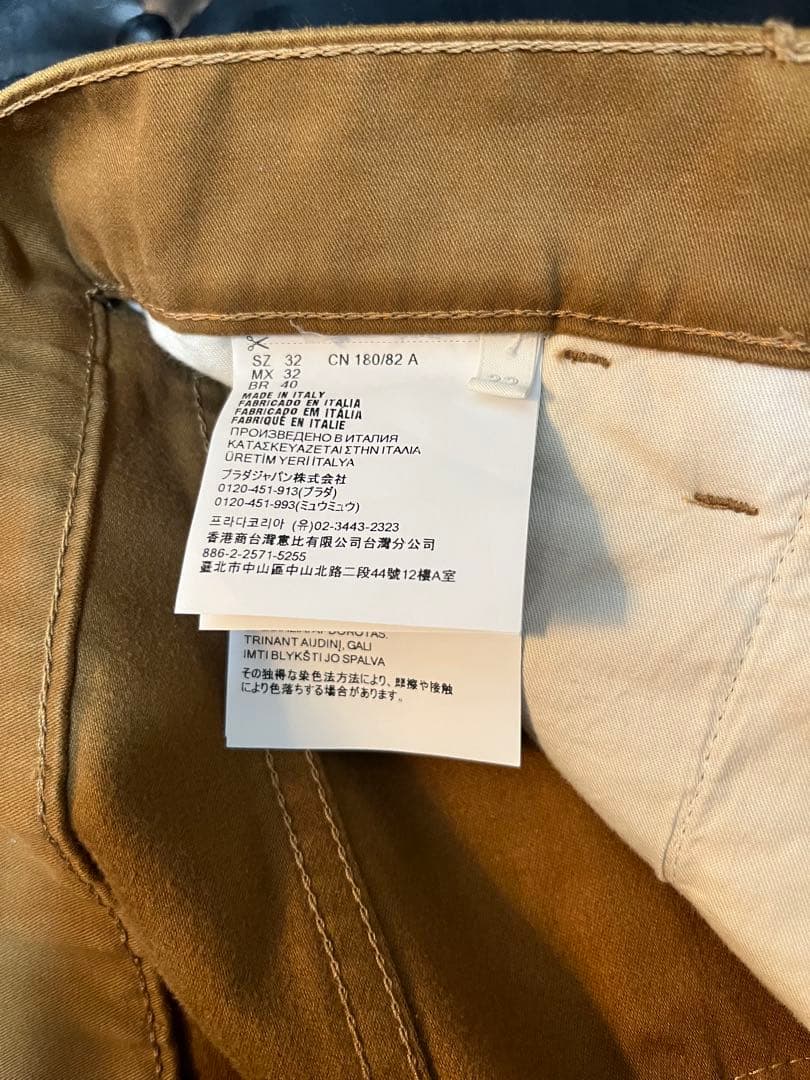 SZ 32 CN 180/82 A
MX 32
BR 40
MADE IN ITALY
FABRICADO EN ITALIA
FABRICADO EM ITÁLIA
FABRIQUÉ EN ITALIE
ПРОИЗВЕДЕНО В ИТАЛИЯ
ΚΑΤΑΣΚΕΥΑΖΕΤΑΙ ΣΤΗΝ ΙΤΑΛΙΑ
ÜRETİM YERİ İTALYA
プラダジャパン株式会社
0120-451-913(プラダ)
0120-451-993(ミュウミュウ)
프라다코리아 (유)02-3443-2323
香港商台灣意比有限公司台灣分公司
886-2-2571-5255
臺北市中山區中山北路二段44號12樓A室
TRINANT AUDINĮ, GALI
IMTI BLYKŠTI JO SPALVA
その独得な染色法方法により、摩擦や接触
により色落ちする場合があります。